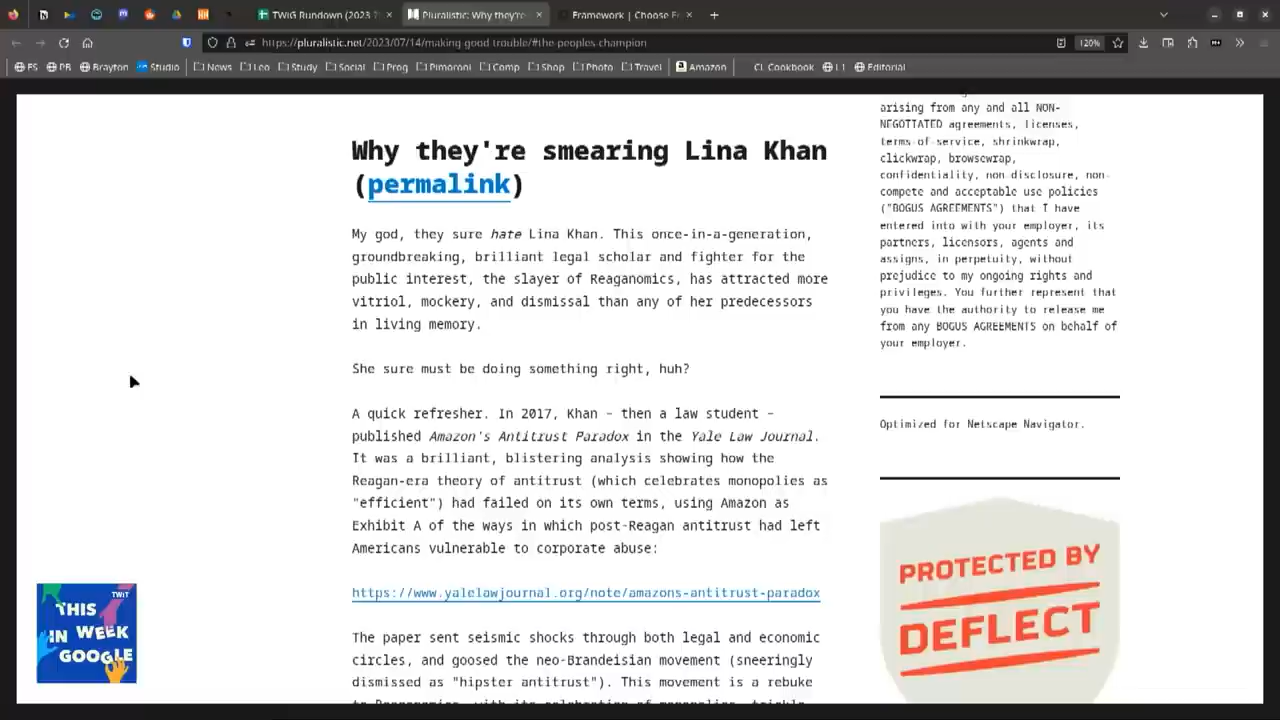 TWiG Rundown (2023 7
Pluralistic: Why they're
Framework | Choose F
https://pluralistic.net/2023/07/14/making-good-trouble/#the-peoples-champion
120%
FS PB Brayton Studio News Leo Study Social Prog Pimoroni Comp Shop Photo Travel Amazon CL Cookbook Editorial
Why they're smearing Lina Khan
(permalink)
My god, they sure hate Lina Khan. This once-in-a-generation,
groundbreaking, brilliant legal scholar and fighter for the
public interest, the slayer of Reaganomics, has attracted more
vitriol, mockery, and dismissal than any of her predecessors
in living memory.
She sure must be doing something right, huh?
A quick refresher. In 2017, Khan – then a law student –
published Amazon's Antitrust Paradox in the Yale Law Journal.
It was a brilliant, blistering analysis showing how the
Reagan-era theory of antitrust (which celebrates monopolies as
"efficient") had failed on its own terms, using Amazon as
Exhibit A of the ways in which post-Reagan antitrust had left
Americans vulnerable to corporate abuse:
https://www.yalelawjournal.org/note/amazons-antitrust-paradox
The paper sent seismic shocks through both legal and economic
circles, and goosed the neo-Brandeisian movement (sneeringly
dismissed as "hipster antitrust"). This movement is a rebuke
arising from any and all NON-
NEGOTIATED agreements, licenses,
terms-of-service, shrinkwrap,
clickwrap, browsewrap,
confidentiality, non-disclosure, non-
compete and acceptable use policies
("BOGUS AGREEMENTS") that I have
entered into with your employer, its
partners, licensors, agents and
assigns, in perpetuity, without
prejudice to my ongoing rights and
privileges. You further represent that
you have the authority to release me
from any BOGUS AGREEMENTS on behalf of
your employer.
Optimized for Netscape Navigator.
PROTECTED BY
DEFLECT
TWiT
THIS
IN WEEK
GOOGLE